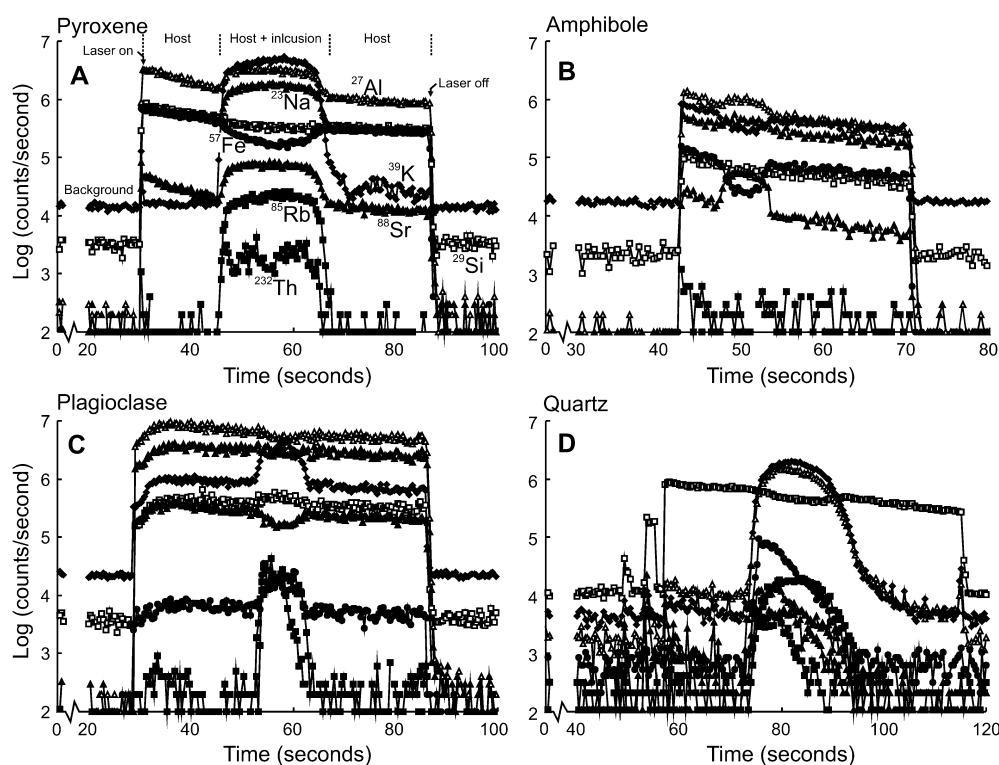 Pyroxene
Laser on
Host
Host + inlcusion
Host
A
27Al
Laser off
23Na
57Fe
39K
Background
85Rb
88Sr
29Si
232Th
Log (counts/second)
7
6
5
4
3
2
0 20 40 60 80 100
Time (seconds)
Amphibole
B
7
6
5
4
3
2
0 30 40 50 60 70 80
Time (seconds)
Plagioclase
C
Log (counts/second)
7
6
5
4
3
2
0 20 40 60 80 100
Time (seconds)
Quartz
D
7
6
5
4
3
2
0 40 60 80 100 120
Time (seconds)